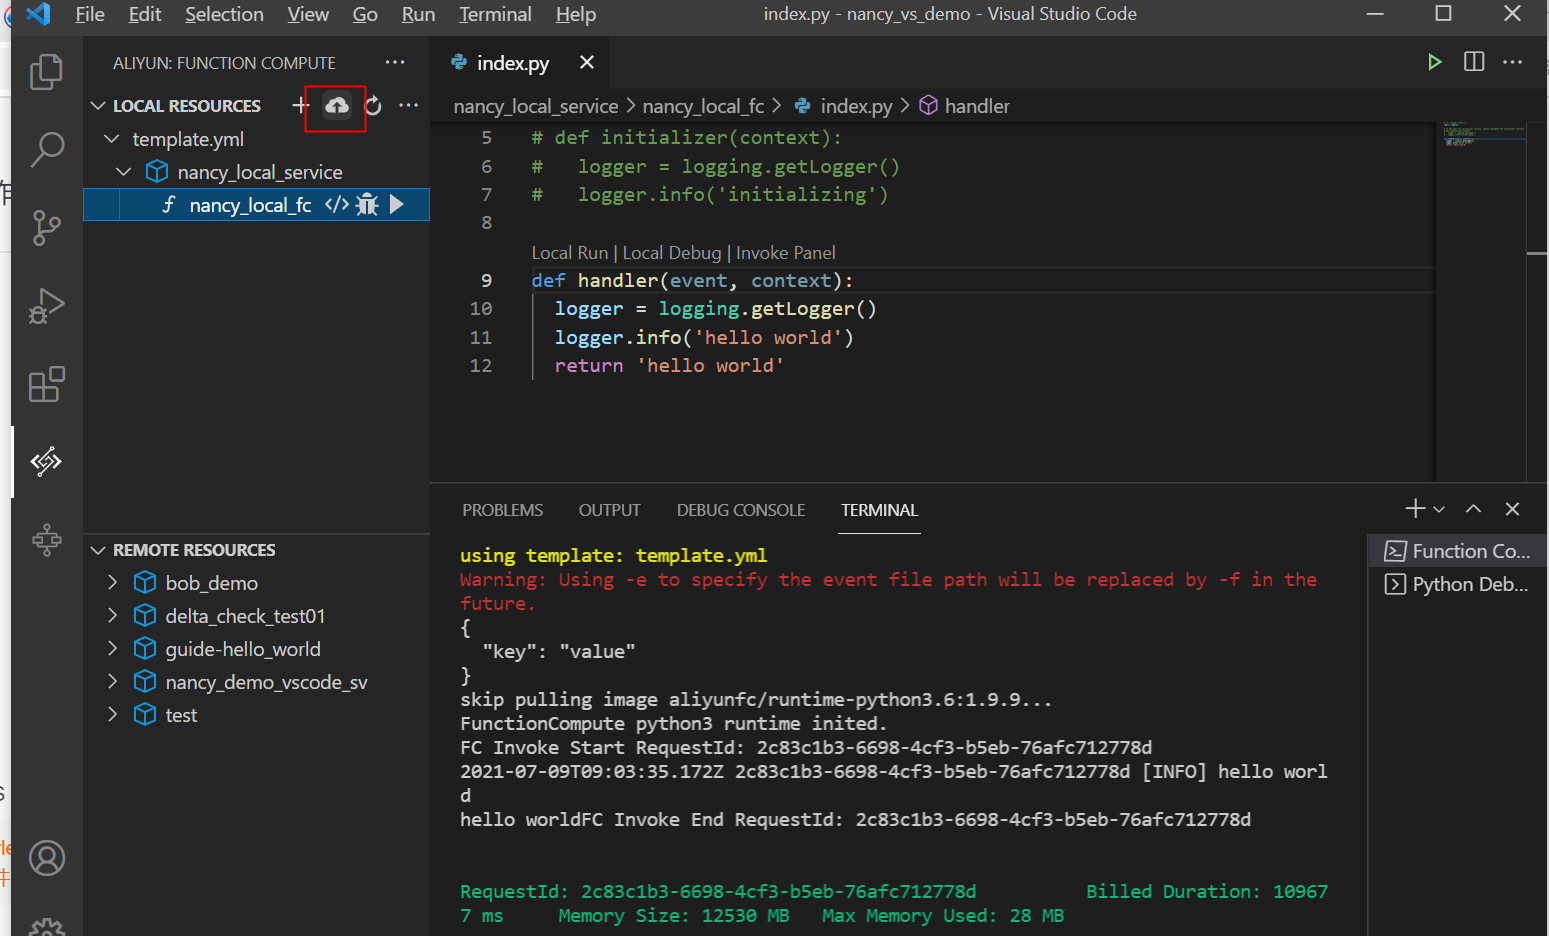 File Edit Selection View Go Run Terminal Help index.py - nancy_vs_demo - Visual Studio Code
ALIYUN: FUNCTION COMPUTE
LOCAL RESOURCES
template.yml
nancy_local_service
nancy_local_fc
REMOTE RESOURCES
bob_demo
delta_check_test01
guide-hello_world
nancy_demo_vscode_sv
test
index.py
nancy_local_service nancy_local_fc index.py handler
5 # def initializer(context):
6 #   logger = logging.getLogger()
7 #   logger.info('initializing')
8
Local Run | Local Debug | Invoke Panel
9 def handler(event, context):
10   logger = logging.getLogger()
11   logger.info('hello world')
12   return 'hello world'
PROBLEMS OUTPUT DEBUG CONSOLE TERMINAL
using template: template.yml
Warning: Using -e to specify the event file path will be replaced by -f in the
future.
{
  "key": "value"
}
skip pulling image aliyunfc/runtime-python3.6:1.9.9...
FunctionCompute python3 runtime inited.
FC Invoke Start RequestId: 2c83c1b3-6698-4cf3-b5eb-76afc712778d
2021-07-09T09:03:35.172Z 2c83c1b3-6698-4cf3-b5eb-76afc712778d [INFO] hello worl
d
hello worldFC Invoke End RequestId: 2c83c1b3-6698-4cf3-b5eb-76afc712778d
RequestId: 2c83c1b3-6698-4cf3-b5eb-76afc712778d Billed Duration: 10967
7 ms Memory Size: 12530 MB Max Memory Used: 28 MB
Function Co...
Python Deb...